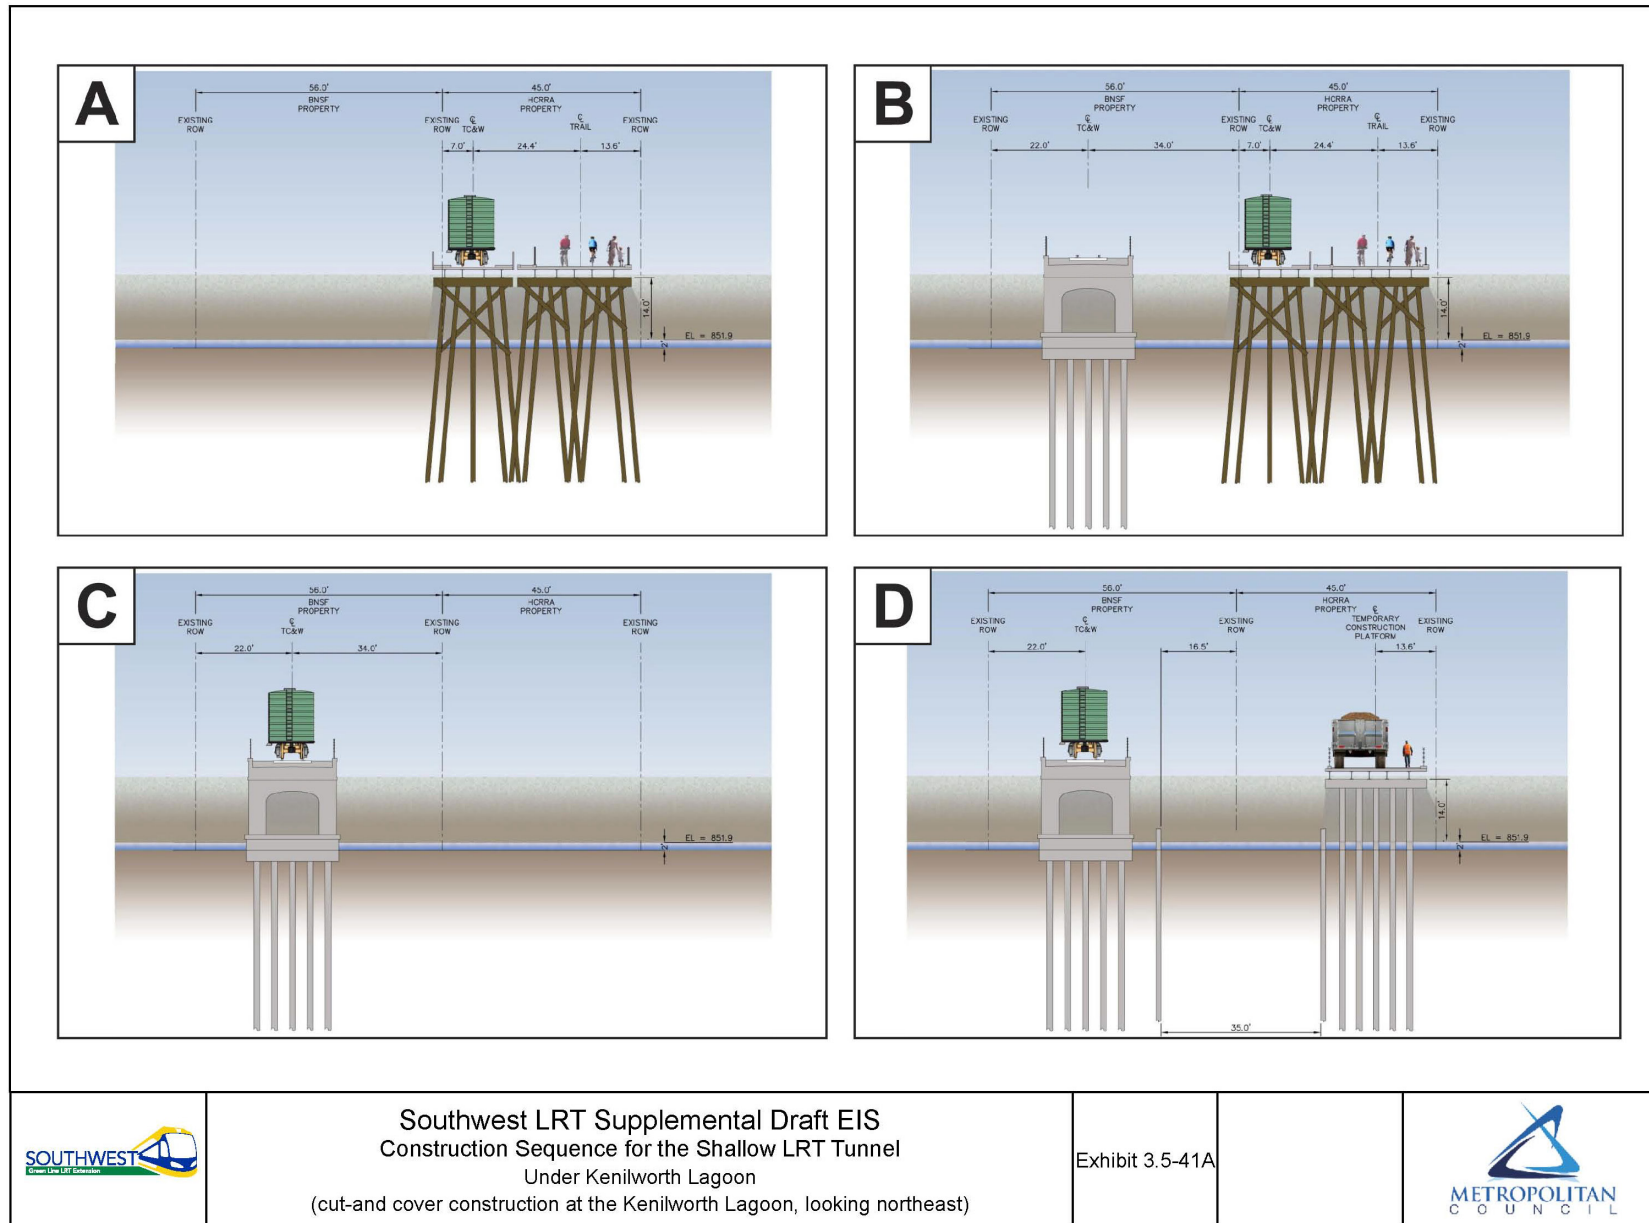 A
56.0'
45.0'
BNSF
PROPERTY
HCRRA
PROPERTY
EXISTING
ROW
EXISTING
ROW
℄
TC&W
℄
TRAIL
EXISTING
ROW
7.0'
24.4'
13.6'
14.0'
EL = 851.9
2'
B
56.0'
45.0'
BNSF
PROPERTY
HCRRA
PROPERTY
EXISTING
ROW
℄
TC&W
EXISTING
ROW
℄
TC&W
℄
TRAIL
EXISTING
ROW
22.0'
34.0'
7.0'
24.4'
13.6'
14.0'
EL = 851.9
2'
C
56.0'
45.0'
BNSF
PROPERTY
HCRRA
PROPERTY
EXISTING
ROW
℄
TC&W
EXISTING
ROW
EXISTING
ROW
22.0'
34.0'
EL = 851.9
2'
D
56.0'
45.0'
BNSF
PROPERTY
HCRRA
PROPERTY
EXISTING
ROW
℄
TC&W
EXISTING
ROW
℄
TEMPORARY
CONSTRUCTION
PLATFORM
EXISTING
ROW
22.0'
16.5'
13.6'
14.0'
EL = 851.9
2'
35.0'
SOUTHWEST
Green Line LRT Extension
Southwest LRT Supplemental Draft EIS
Construction Sequence for the Shallow LRT Tunnel
Under Kenilworth Lagoon
(cut-and cover construction at the Kenilworth Lagoon, looking northeast)
Exhibit 3.5-41A
METROPOLITAN
COUNCIL